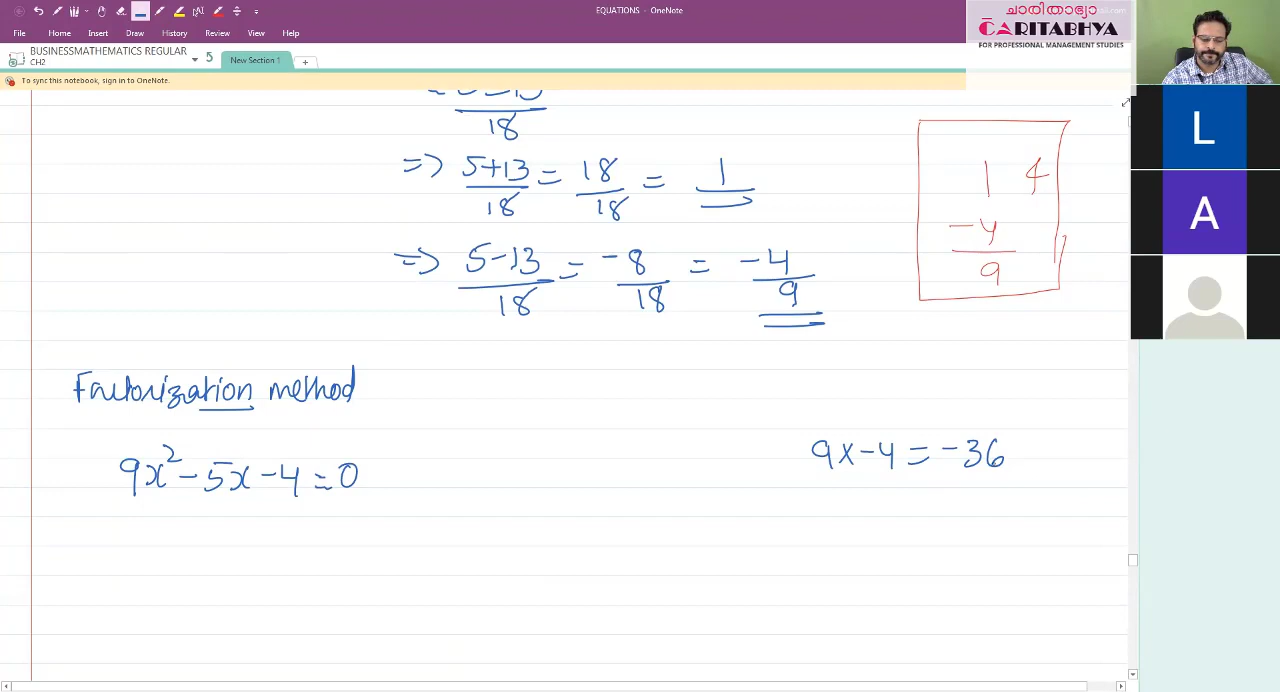 EQUATIONS - OneNote
File Home Insert Draw History Review View Help
ചാരിതാഭ്യാ
CARITABHYA
FOR PROFESSIONAL MANAGEMENT STUDIES
BUSINESSMATHEMATICS REGULAR
CH2
New Section 1
To sync this notebook, sign in to OneNote.
18
=> 5+13/18 = 18/18 = 1
=> 5-13/18 = -8/18 = -4/9
1 4
-4/9
Factorization method
9x² - 5x - 4 = 0
9x-4 = -36
L
A